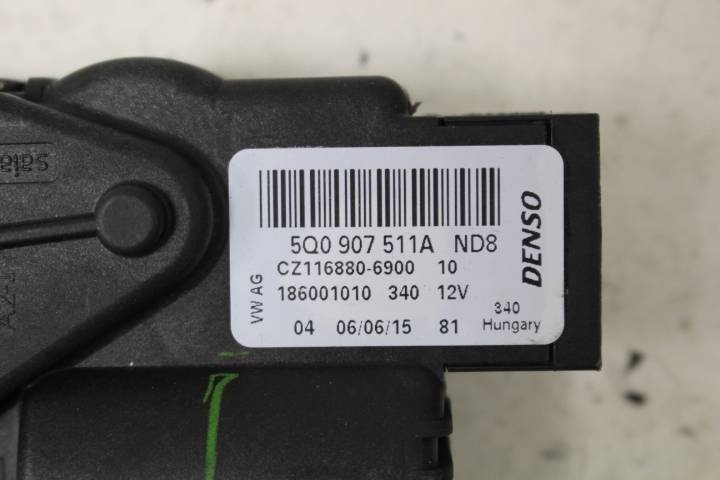 5Q0 907 511A ND8
CZ116880-6900 10
186001010 340 12V
04 06/06/15 81
VW AG
DENSO
340
Hungary